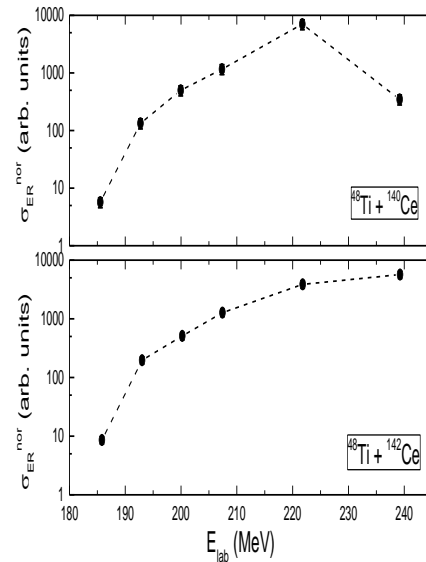 10000
1000
100
10
1
σ_ER^nor (arb. units)
⁴⁸Ti + ¹⁴⁰Ce
10000
1000
100
10
1
σ_ER^nor (arb. units)
⁴⁸Ti + ¹⁴²Ce
180 190 200 210 220 230 240
E_lab (MeV)